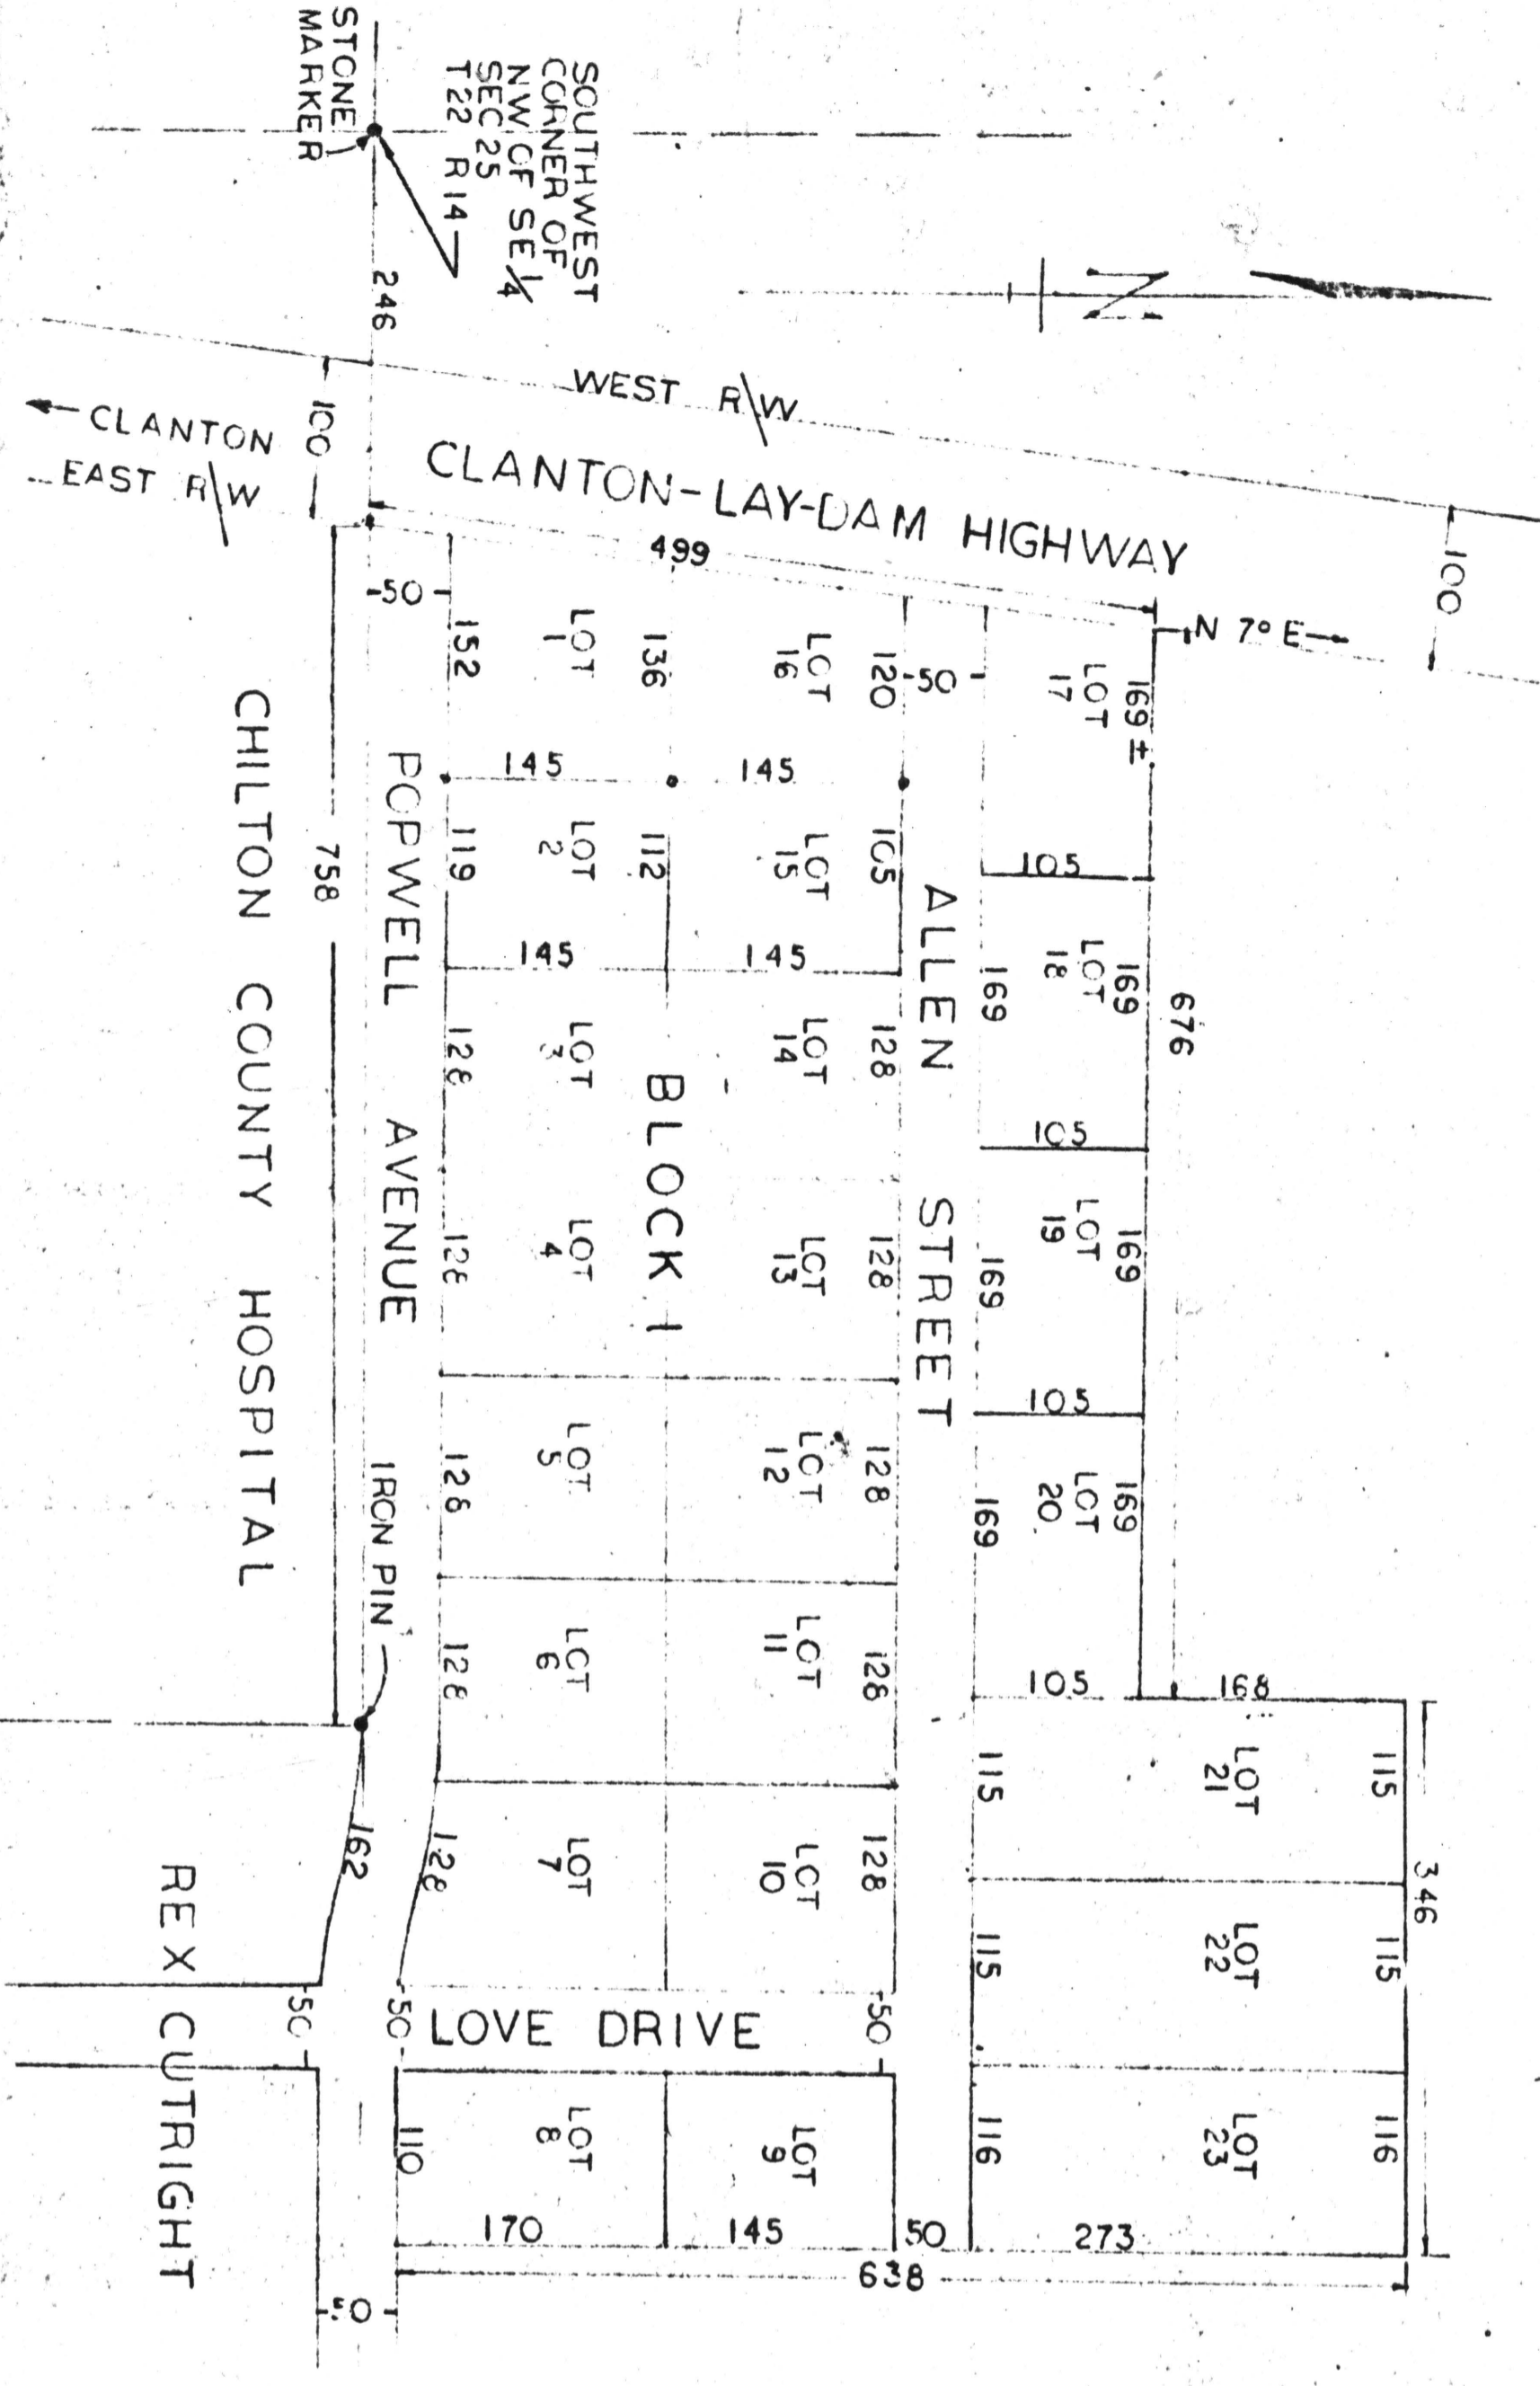 STONE
MARKER
SOUTHWEST
CORNER OF
NW OF SE 1/4
SEC 25
T22 R14
246
N
WEST R/W
← CLANTON
100
EAST R/W
CLANTON-LAY-DAM HIGHWAY
499
100
N 7° E
50
152
LOT
1
136
LOT
16
120
50
LOT
17
169 ±
145
145
119
LOT
2
112
LOT
15
105
105
145
145
128
LOT
3
LOT
14
128
169
LOT
18
169
676
105
128
LOT
4
BLOCK 1
LOT
13
128
169
LOT
19
169
105
128
LOT
5
LOT
12
128
169
LOT
20
169
105
168
128
LOT
6
LOT
11
128
128
LOT
7
LOT
10
128
115
LOT
21
115
115
LOT
22
115
346
116
LOT
23
116
POPWELL AVENUE
ALLEN STREET
758
CHILTON COUNTY HOSPITAL
IRON PIN
162
REX CUTRIGHT
50
50
LOVE DRIVE
50
110
LOT
8
LOT
9
170
145
50
273
638
50